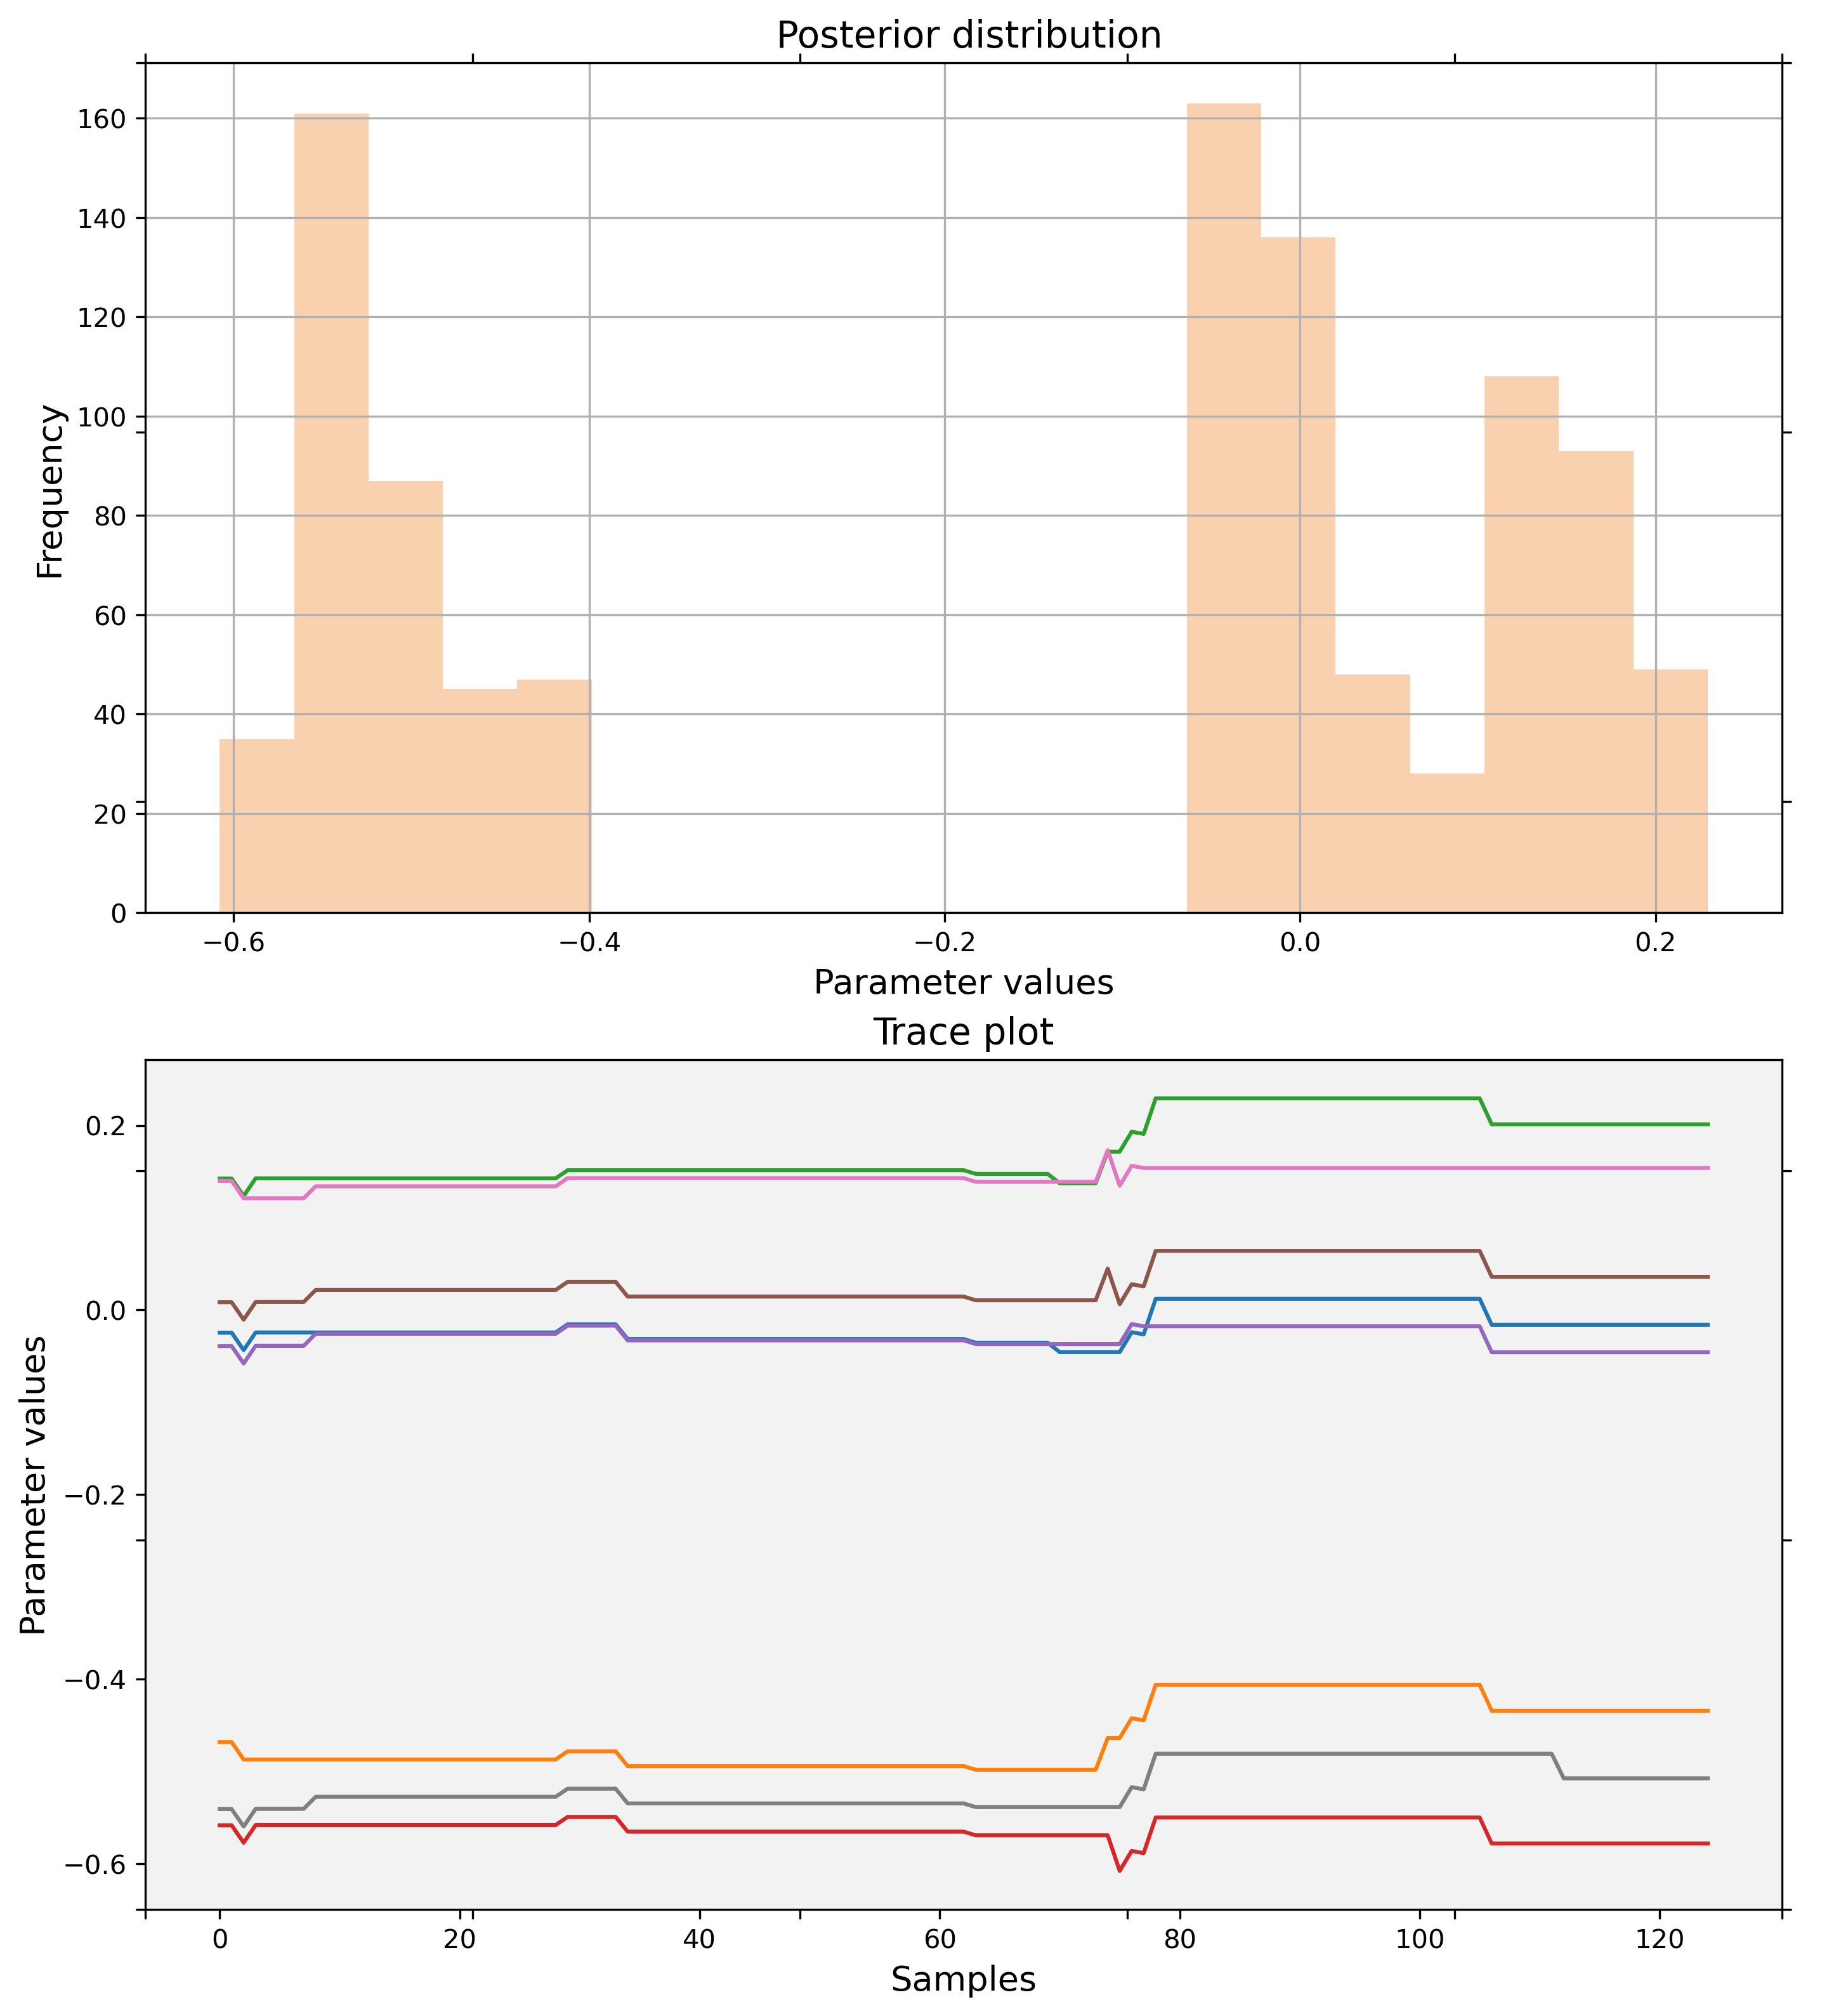 Posterior distribution
160
140
120
100
80
60
40
20
0
Frequency
−0.6 −0.4 −0.2 0.0 0.2
Parameter values
Trace plot
0.2
0.0
−0.2
−0.4
−0.6
Parameter values
0 20 40 60 80 100 120
Samples